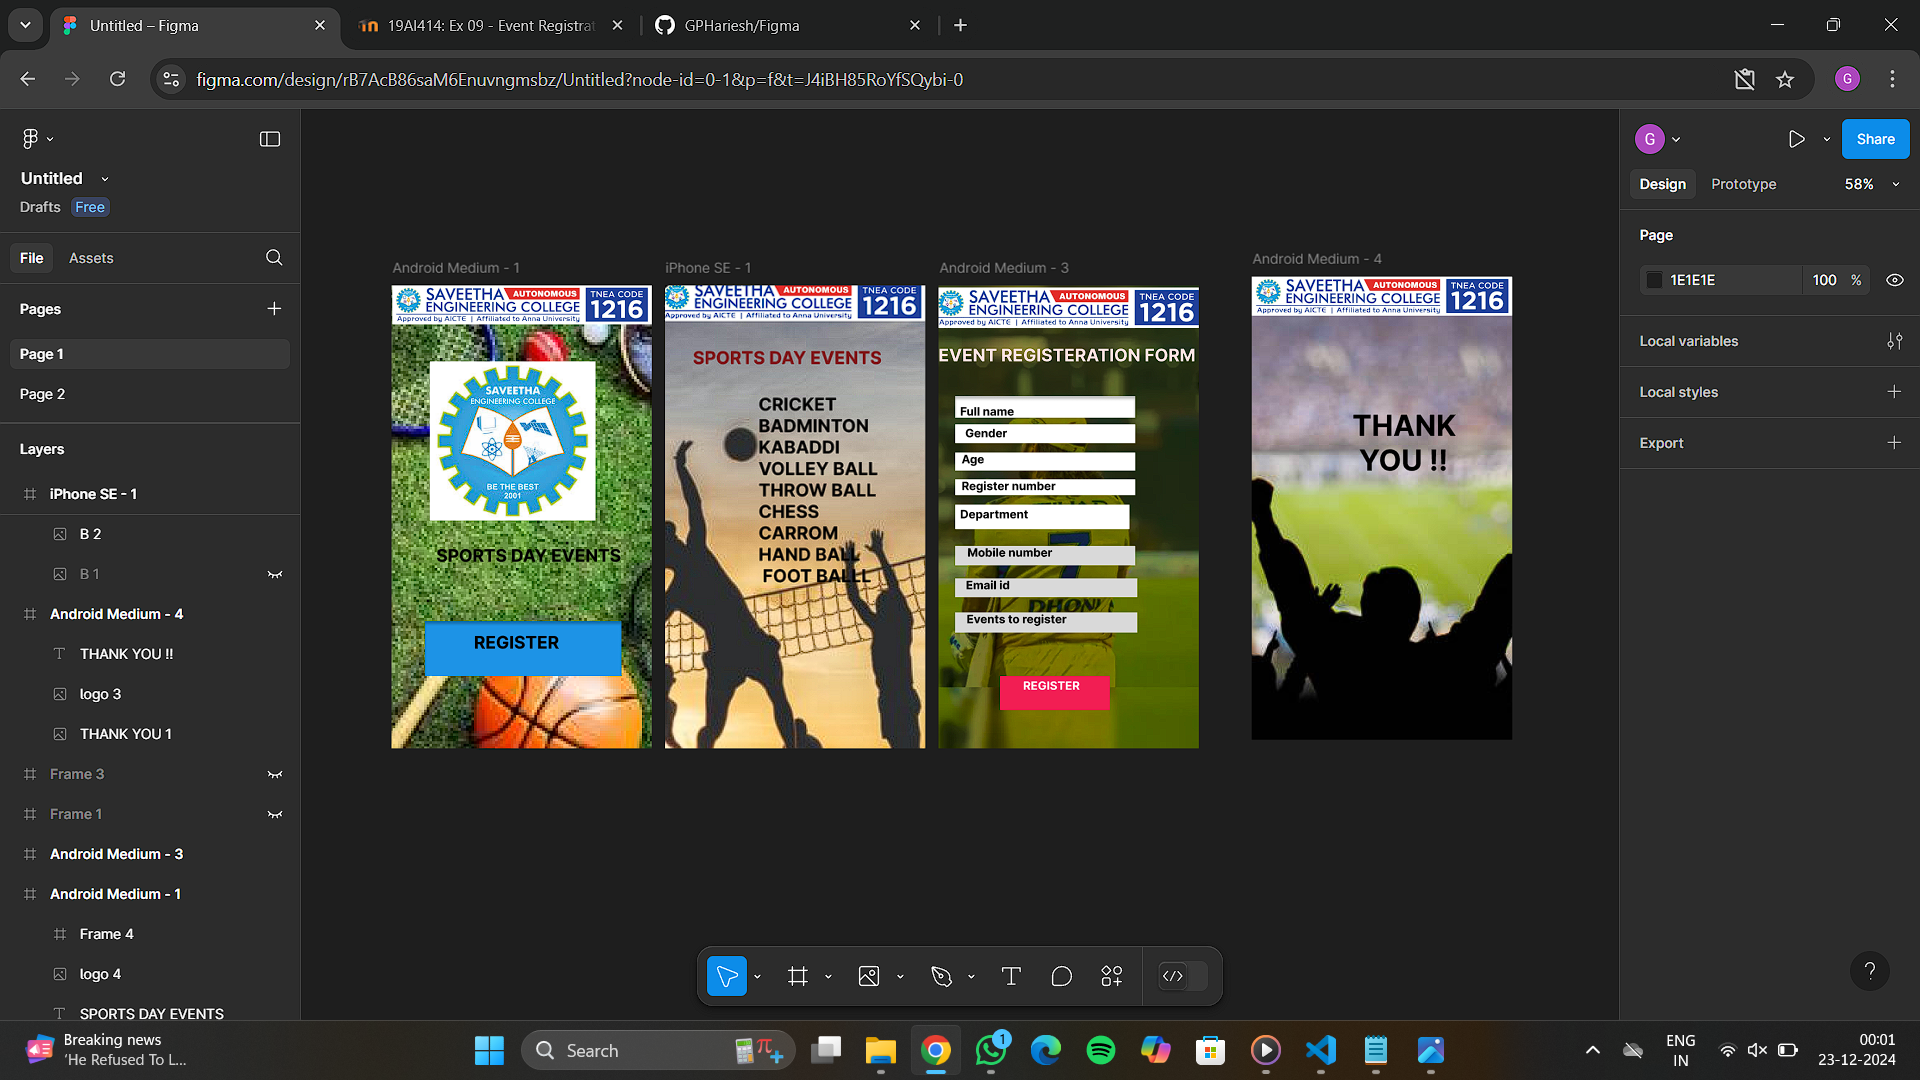 Untitled – Figma
19AI414: Ex 09 - Event Registrat
GPHariesh/Figma
figma.com/design/rB7AcB86saM6Enuvngmsbz/Untitled?node-id=0-1&p=f&t=J4iBH85RoYfSQybi-0
G
Untitled
Drafts
Free
File
Assets
Pages
Page 1
Page 2
Layers
iPhone SE - 1
B 2
B 1
Android Medium - 4
THANK YOU !!
logo 3
THANK YOU 1
Frame 3
Frame 1
Android Medium - 3
Android Medium - 1
Frame 4
logo 4
SPORTS DAY EVENTS
Android Medium - 1
SAVEETHA AUTONOMOUS
ENGINEERING COLLEGE
Approved by AICTE | Affiliated to Anna University
TNEA CODE
1216
SAVEETHA
ENGINEERING COLLEGE
BE THE BEST
2001
SPORTS DAY EVENTS
REGISTER
iPhone SE - 1
SAVEETHA AUTONOMOUS
ENGINEERING COLLEGE
Approved by AICTE | Affiliated to Anna University
TNEA CODE
1216
SPORTS DAY EVENTS
CRICKET
BADMINTON
KABADDI
VOLLEY BALL
THROW BALL
CHESS
CARROM
HAND BALL
FOOT BALLL
Android Medium - 3
SAVEETHA AUTONOMOUS
ENGINEERING COLLEGE
Approved by AICTE | Affiliated to Anna University
TNEA CODE
1216
EVENT REGISTERATION FORM
Full name
Gender
Age
Register number
Department
Mobile number
Email id
DHONI
Events to register
REGISTER
Android Medium - 4
SAVEETHA AUTONOMOUS
ENGINEERING COLLEGE
Approved by AICTE | Affiliated to Anna University
TNEA CODE
1216
THANK
YOU !!
G
Share
Design
Prototype
58%
Page
1E1E1E
100 %
Local variables
Local styles
Export
?
Breaking news
'He Refused To L...
Search
1
ENG
IN
00:01
23-12-2024